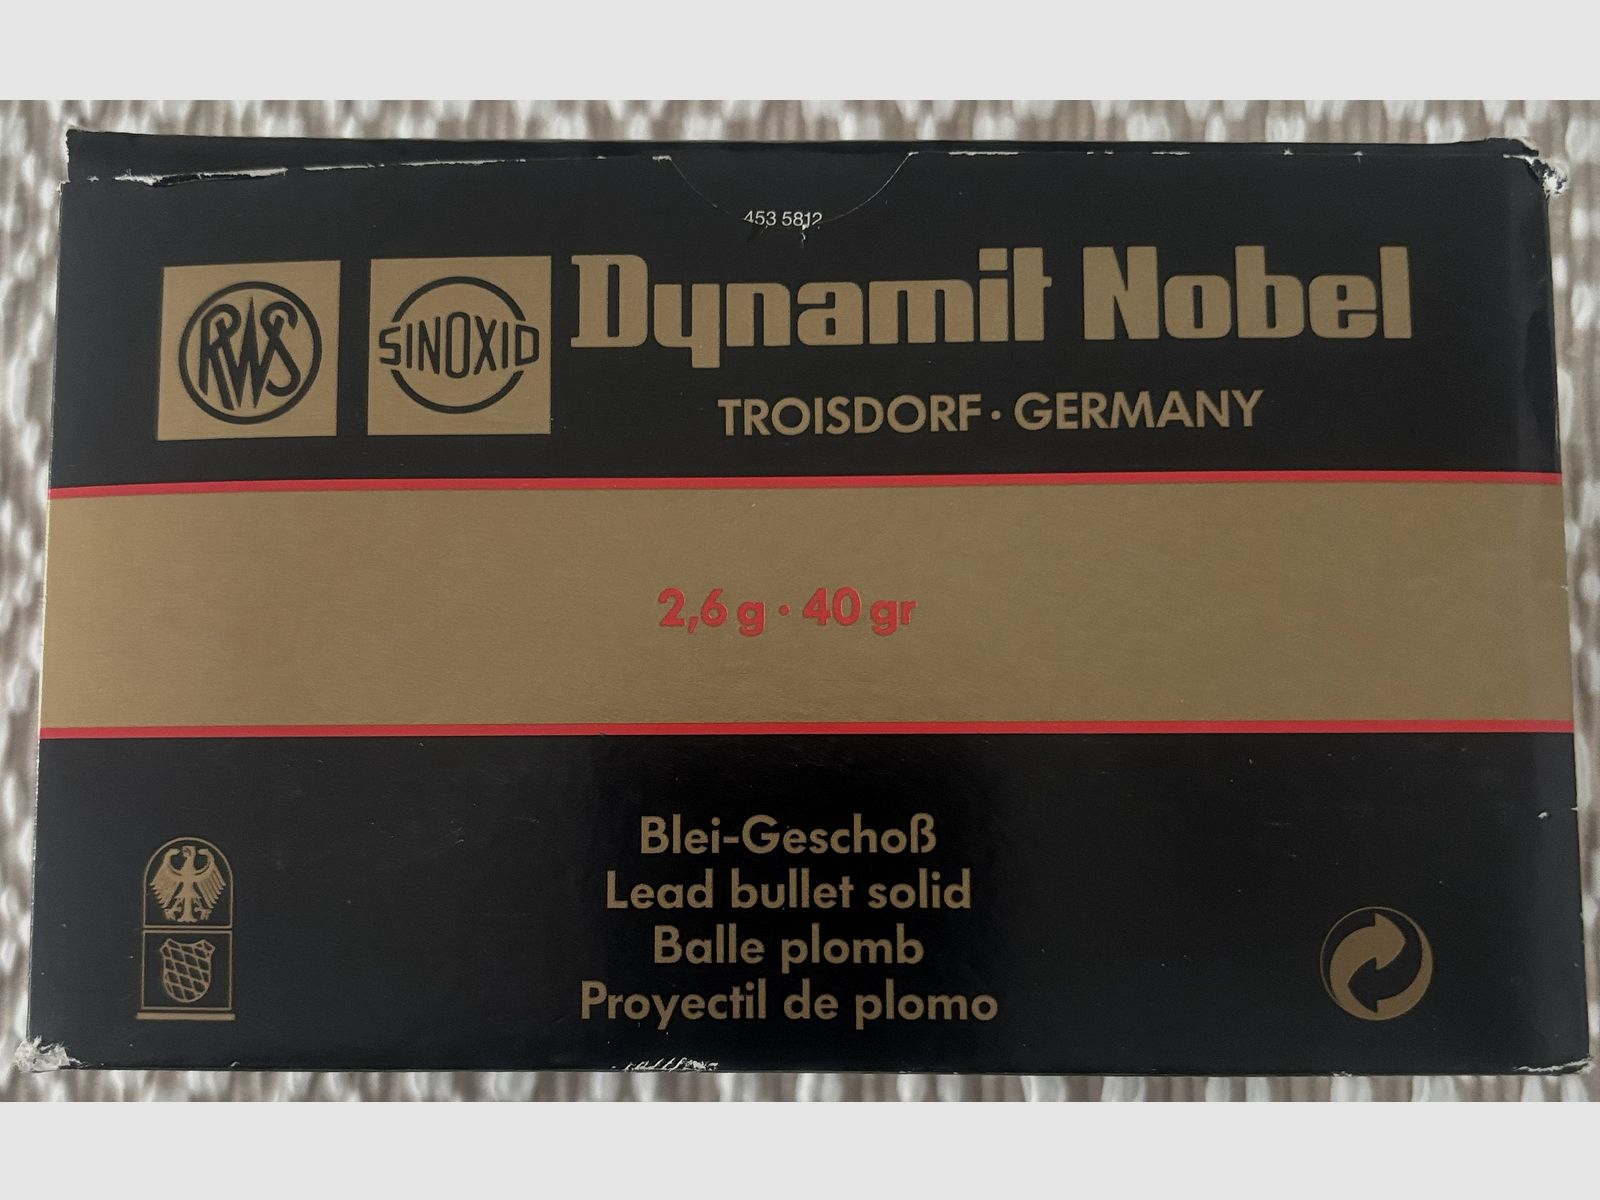 453 5812
RWS
SINOXID
Dynamit Nobel
TROISDORF · GERMANY
2,6 g · 40 gr
Blei-Geschoß
Lead bullet solid
Balle plomb
Proyectil de plomo